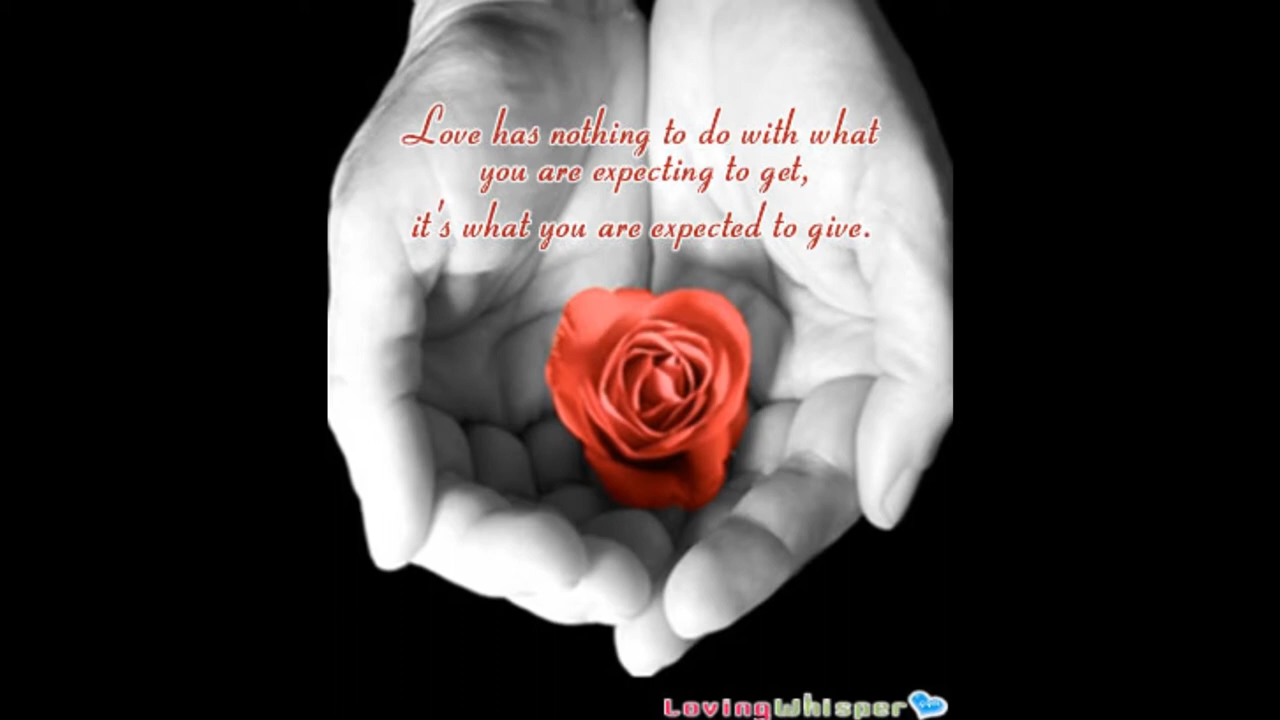 Love has nothing to do with what
you are expecting to get,
it's what you are expected to give.
LovingWhisper